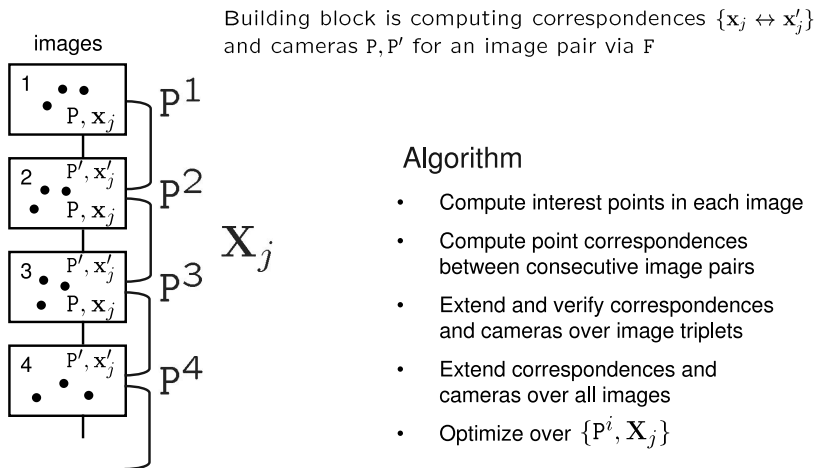 Building block is computing correspondences {x_j ↔ x′_j}
and cameras P, P′ for an image pair via F
images
1
P, x_j
P^1
P′, x′_j
2
P, x_j
P^2
X_j
P′, x′_j
3
P, x_j
P^3
P′, x′_j
4
P^4
Algorithm
• Compute interest points in each image
• Compute point correspondences
between consecutive image pairs
• Extend and verify correspondences
and cameras over image triplets
• Extend correspondences and
cameras over all images
• Optimize over {P^i, X_j}